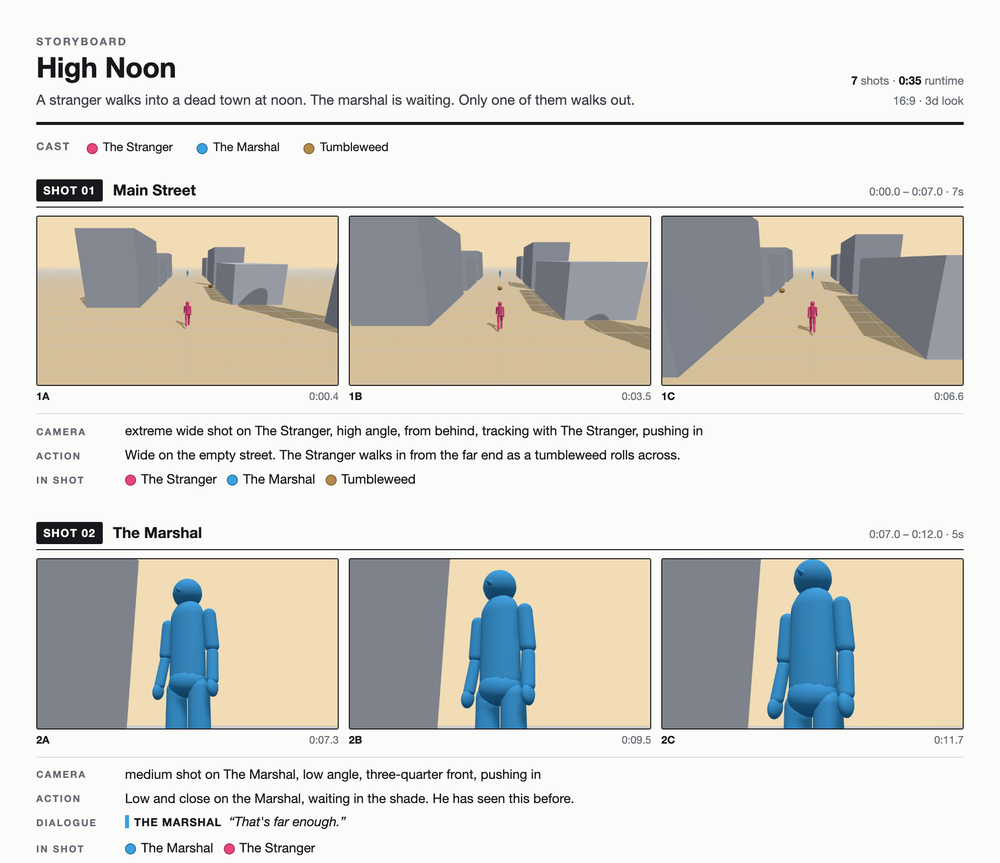 STORYBOARD
High Noon
7 shots · 0:35 runtime
A stranger walks into a dead town at noon. The marshal is waiting. Only one of them walks out.
16:9 · 3d look
CAST The Stranger The Marshal Tumbleweed
SHOT 01 Main Street 0:00.0 – 0:07.0 · 7s
1A 0:00.4 1B 0:03.5 1C 0:06.6
CAMERA extreme wide shot on The Stranger, high angle, from behind, tracking with The Stranger, pushing in
ACTION Wide on the empty street. The Stranger walks in from the far end as a tumbleweed rolls across.
IN SHOT The Stranger The Marshal Tumbleweed
SHOT 02 The Marshal 0:07.0 – 0:12.0 · 5s
2A 0:07.3 2B 0:09.5 2C 0:11.7
CAMERA medium shot on The Marshal, low angle, three-quarter front, pushing in
ACTION Low and close on the Marshal, waiting in the shade. He has seen this before.
DIALOGUE THE MARSHAL “That's far enough.”
IN SHOT The Marshal The Stranger